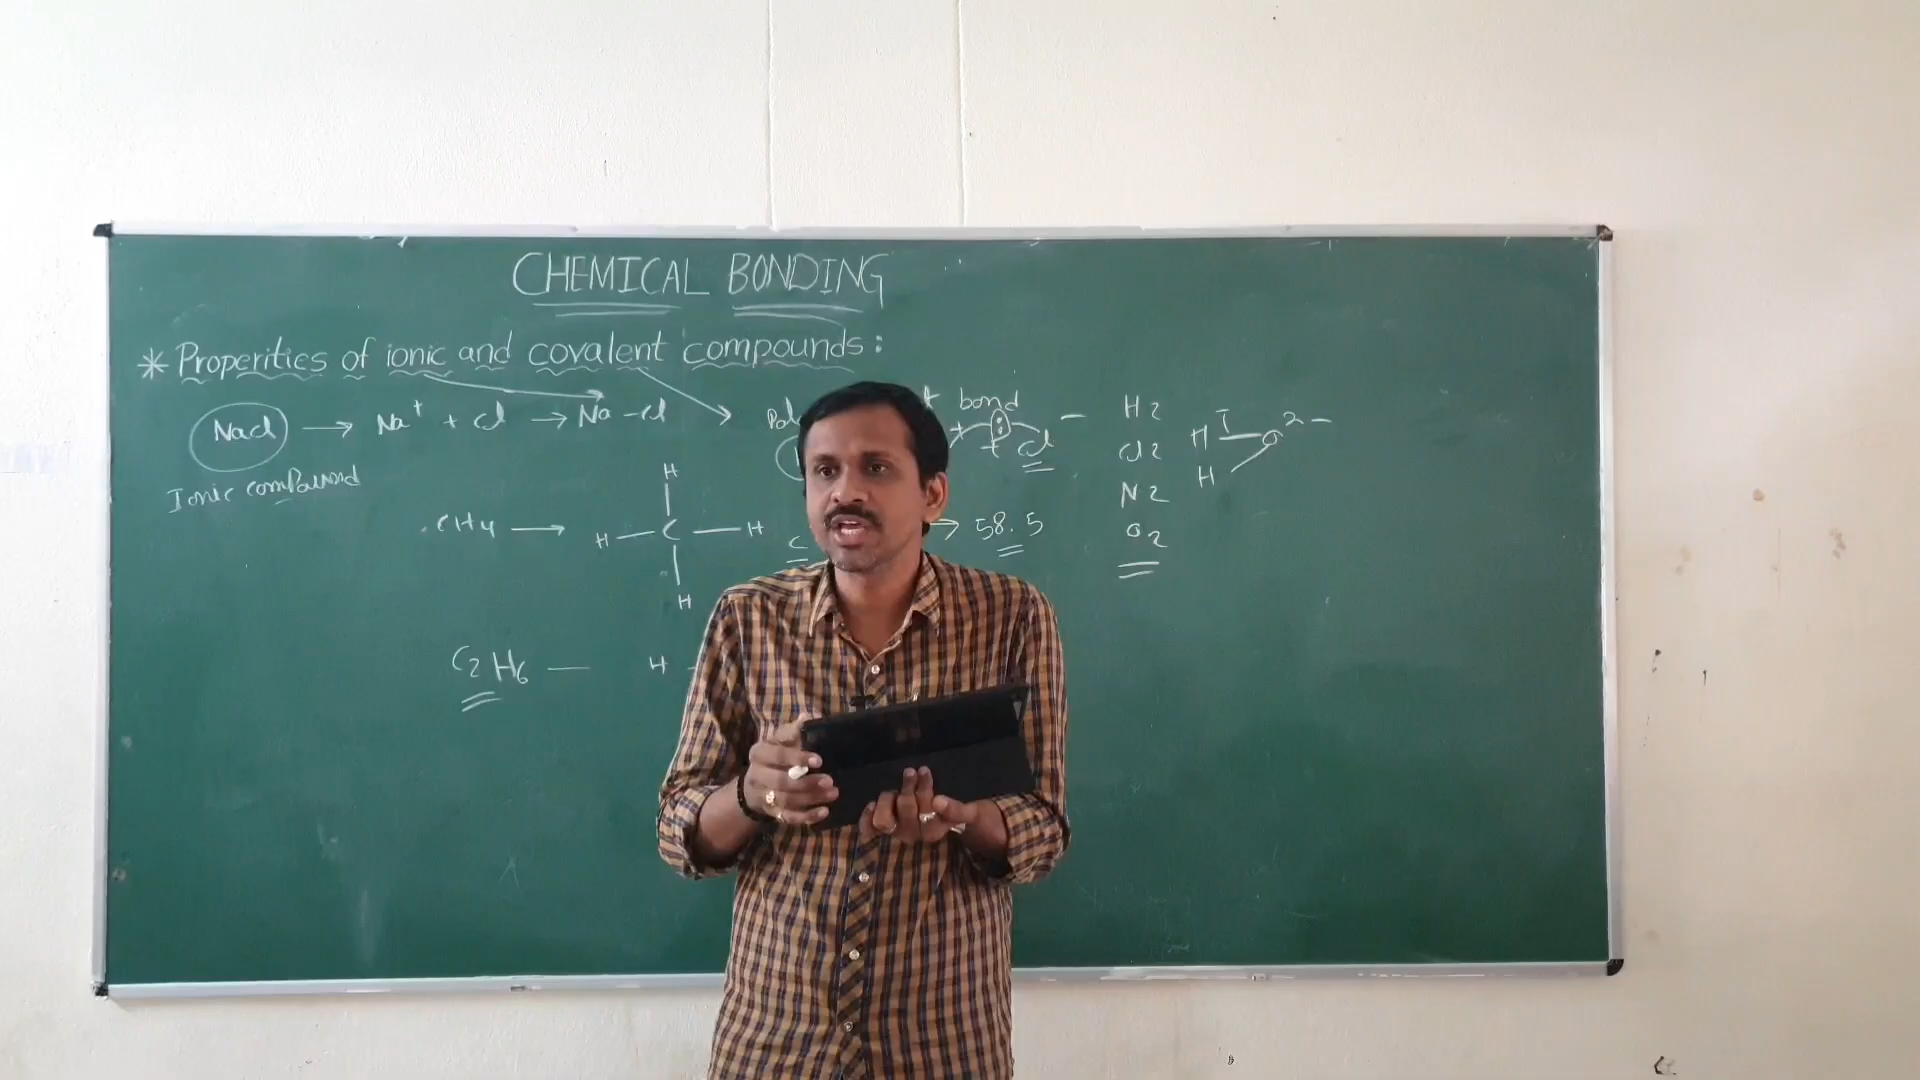 CHEMICAL BONDING
* Properities of ionic and covalent compounds:
Nacl → Na+ + cl → Na - cl
Ionic compound
bond
+ cl
H2
cl2
N2
O2
H
H
CH4 →
H
H — C — H
H
→ 58.5
C2H6 — H